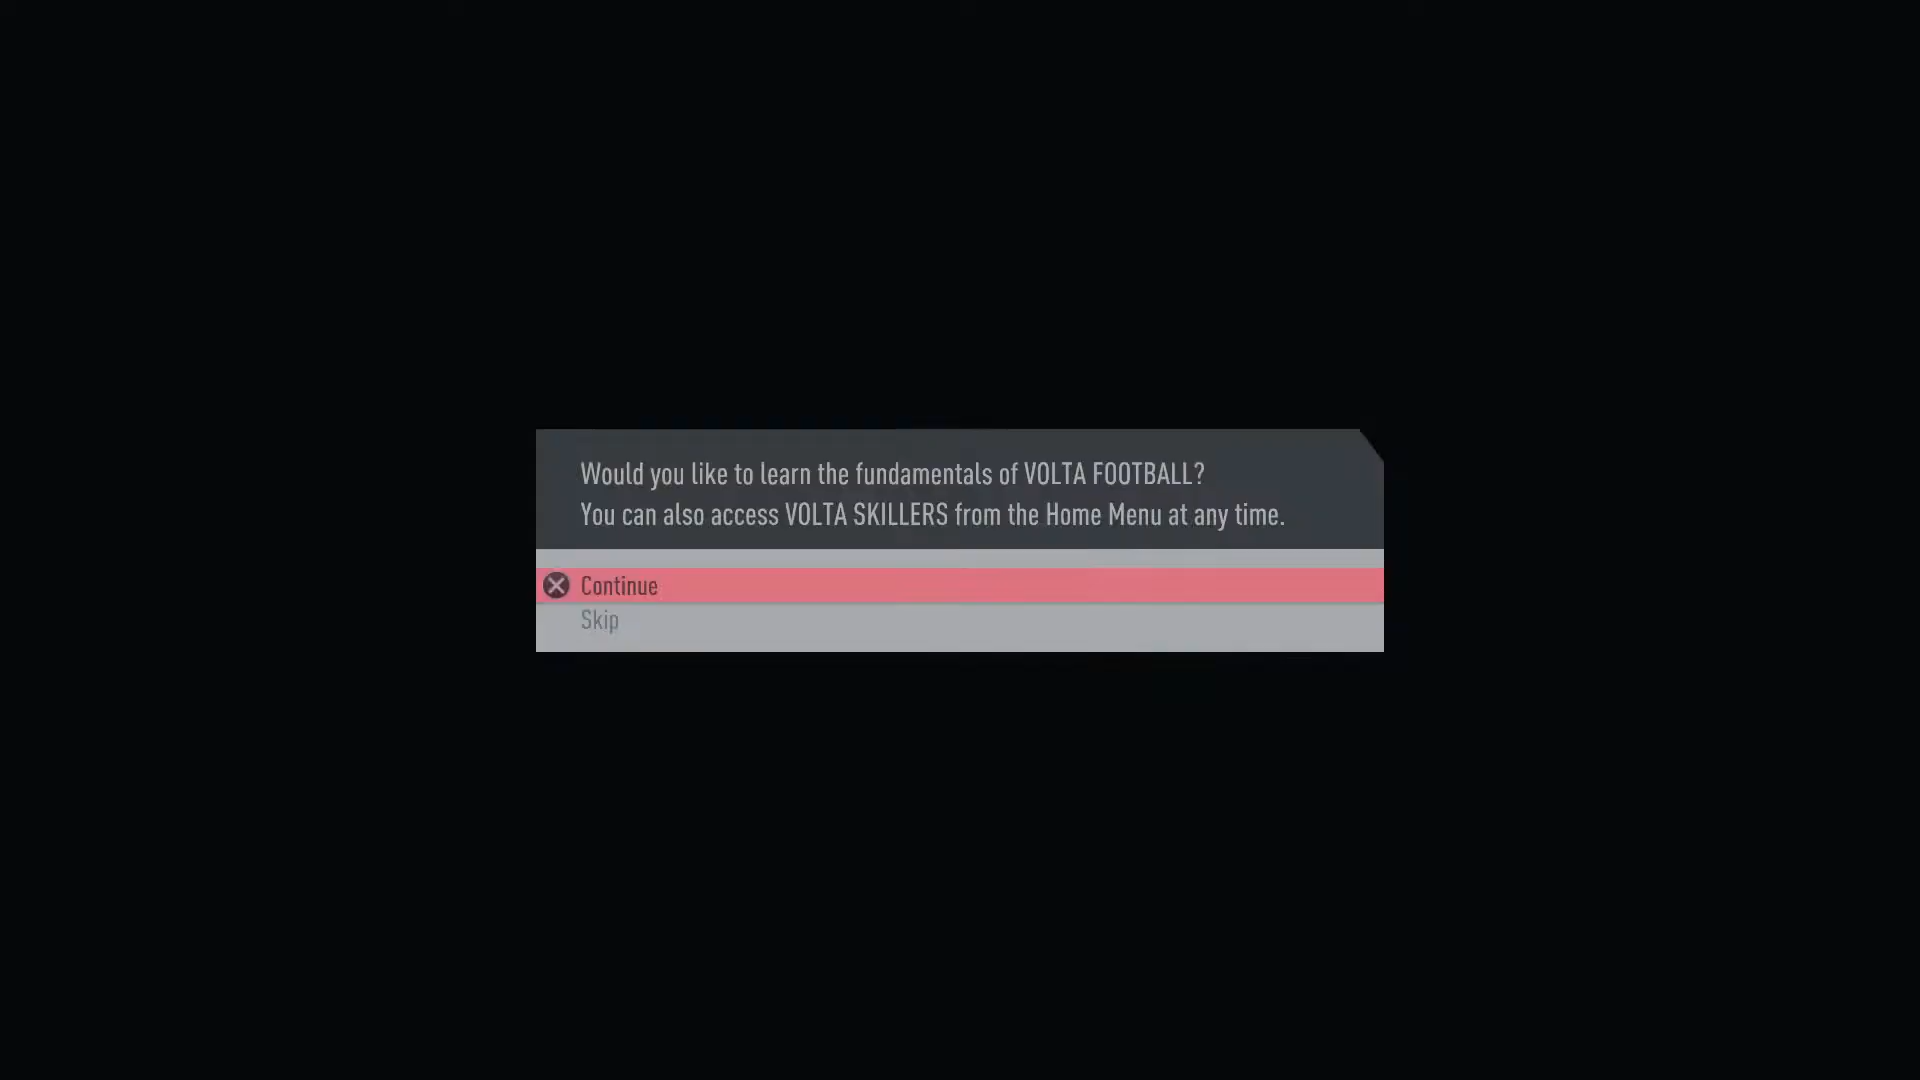 Would you like to learn the fundamentals of VOLTA FOOTBALL?
You can also access VOLTA SKILLERS from the Home Menu at any time.
Continue
Skip